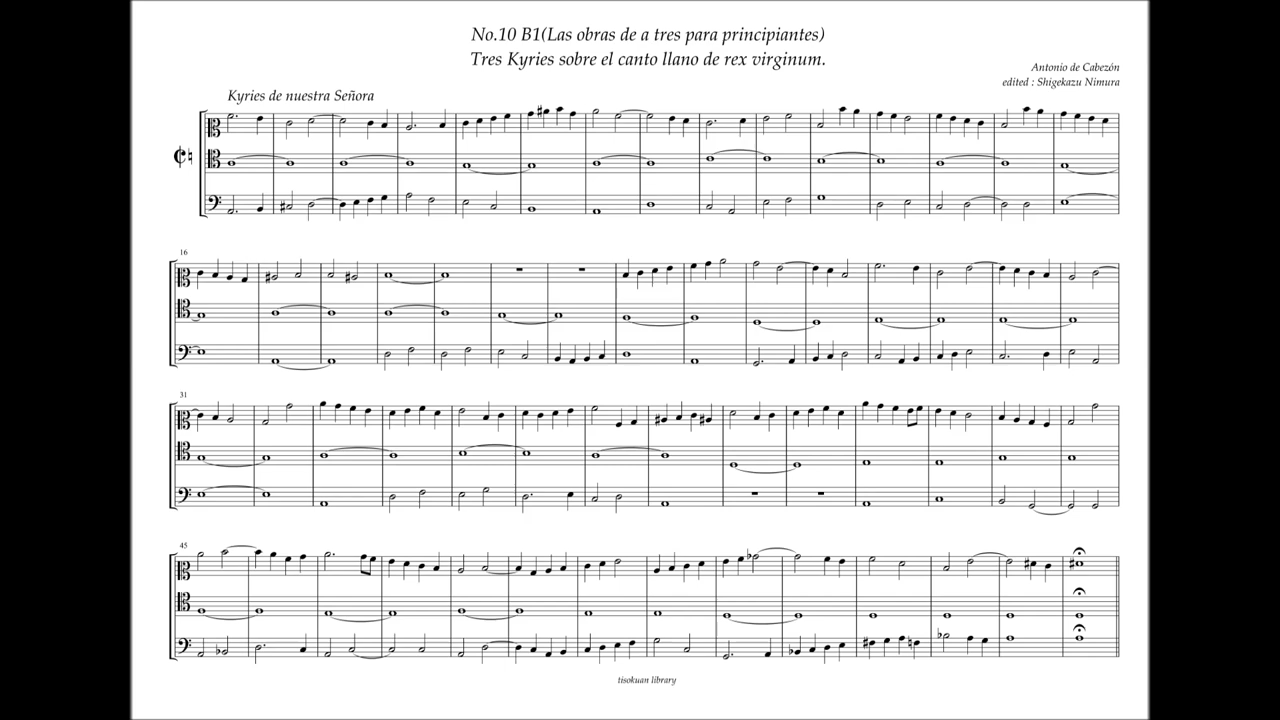 No.10 B1(Las obras de a tres para principiantes)
Tres Kyries sobre el canto llano de rex virginum.
Antonio de Cabezón
edited : Shigekazu Nimura
Kyries de nuestra Señora
16
31
45
tisokuan library